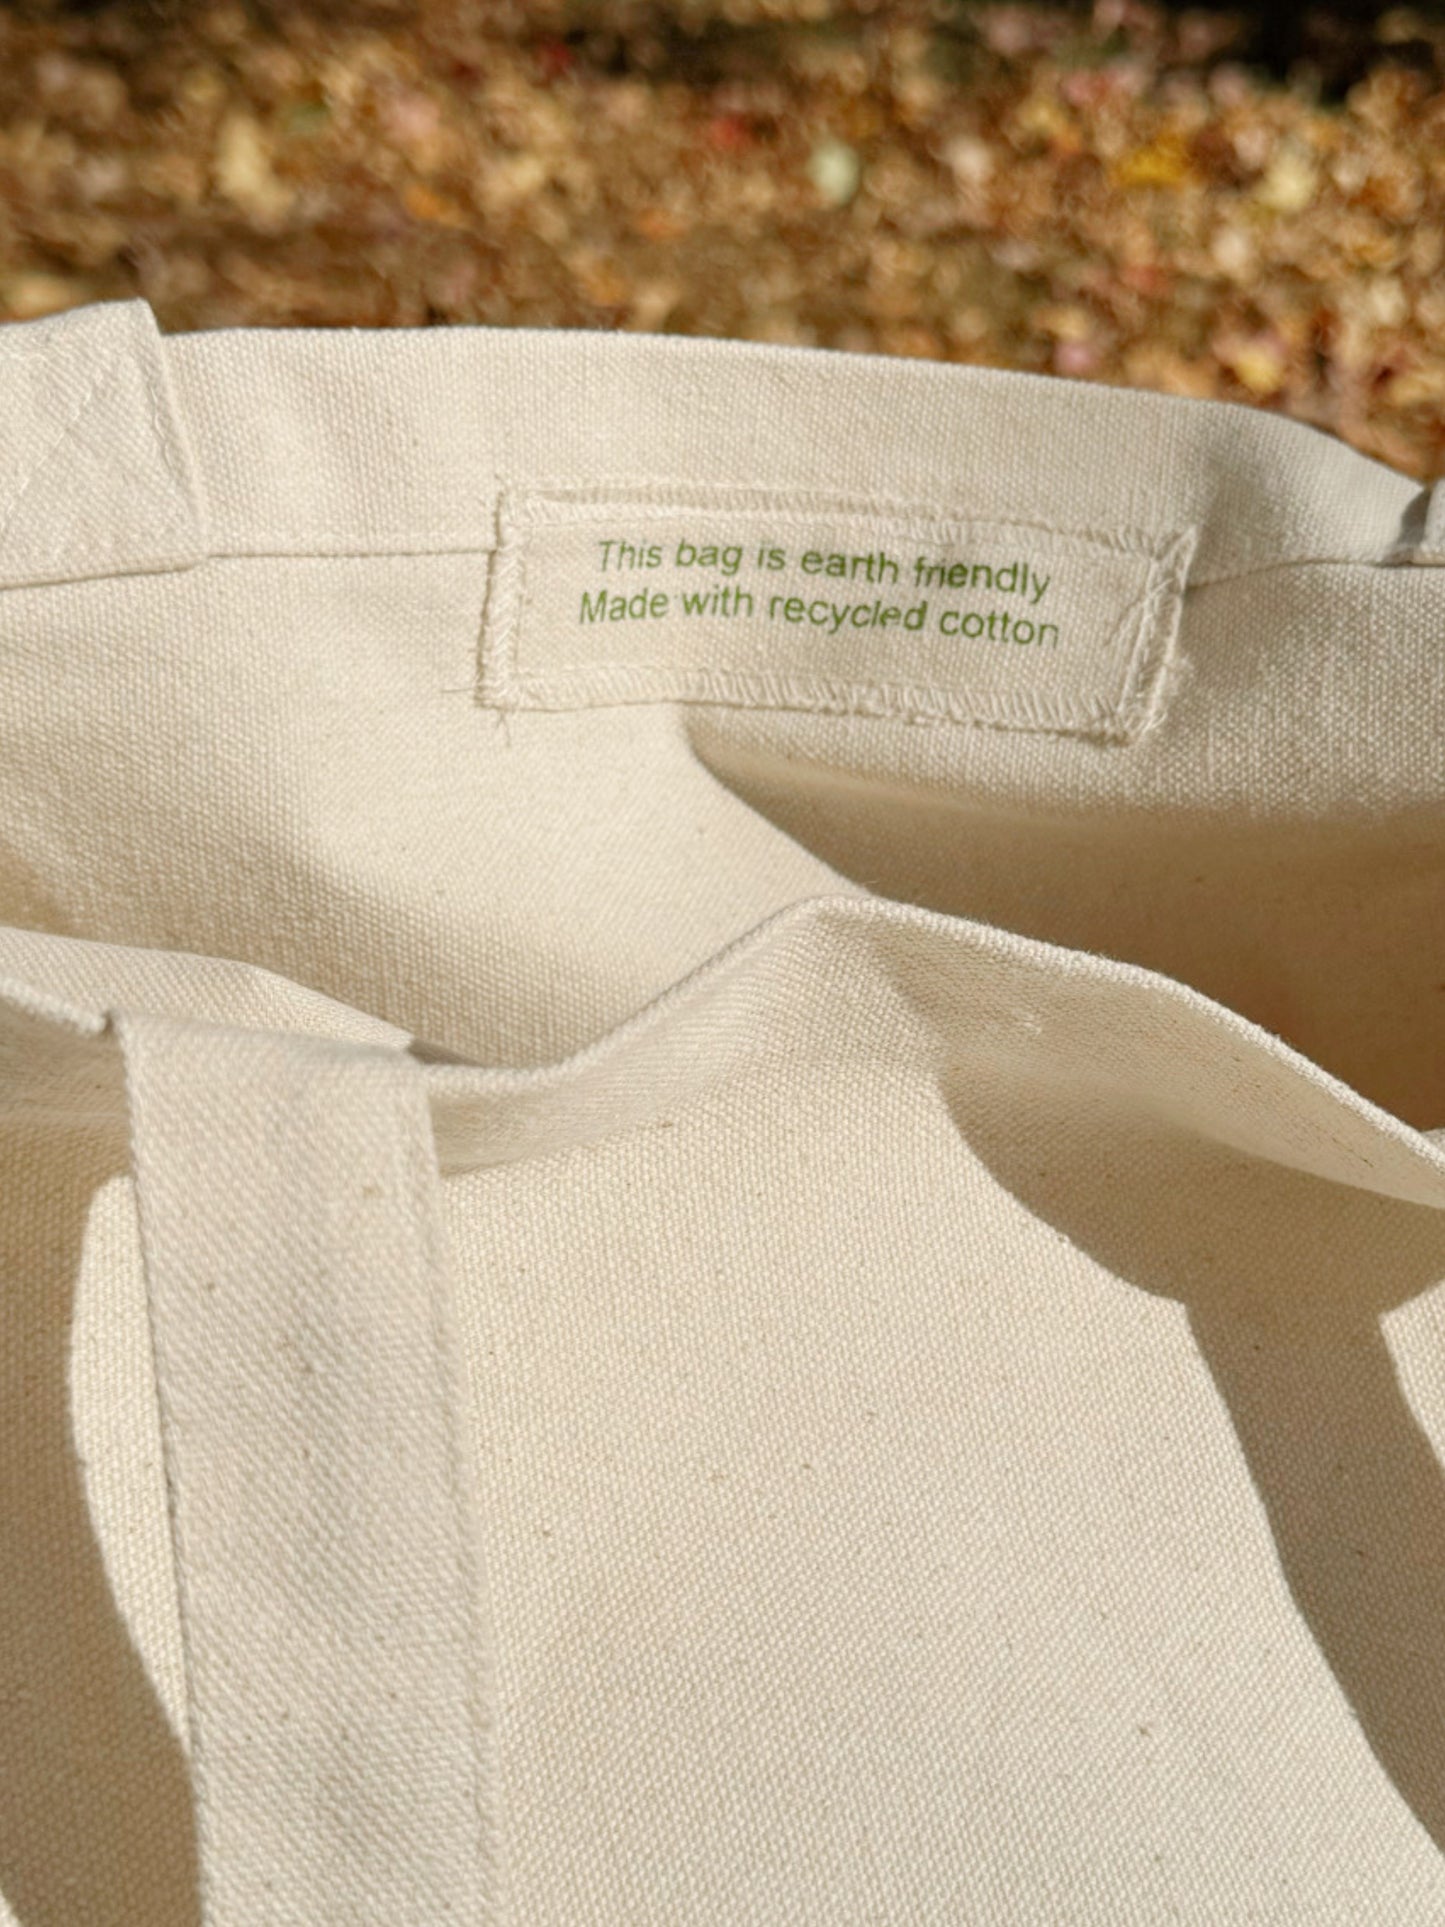 This bag is earth friendly
Made with recycled cotton